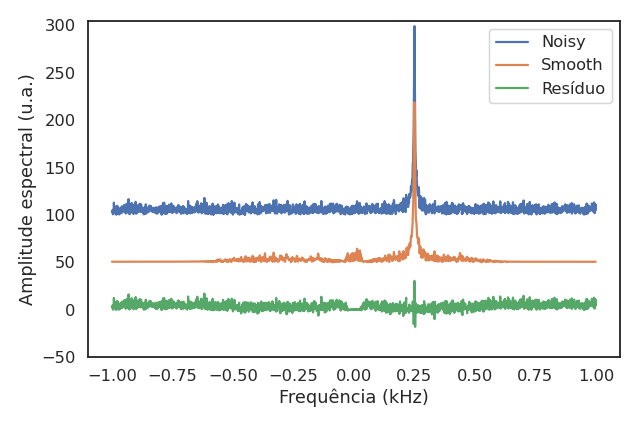 300
250
200
150
100
50
0
−50
Amplitude espectral (u.a.)
Noisy
Smooth
Resíduo
−1.00 −0.75 −0.50 −0.25 0.00 0.25 0.50 0.75 1.00
Frequência (kHz)